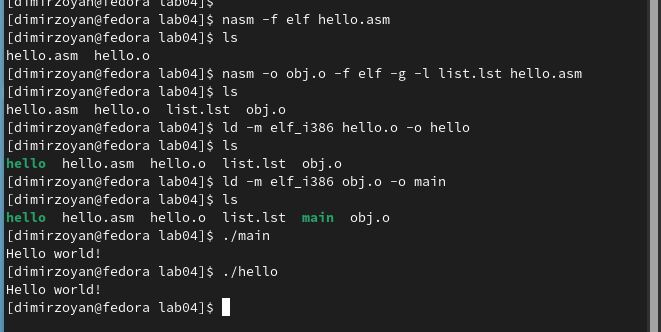 [dimirzoyan@fedora lab04]$
[dimirzoyan@fedora lab04]$ nasm -f elf hello.asm
[dimirzoyan@fedora lab04]$ ls
hello.asm  hello.o
[dimirzoyan@fedora lab04]$ nasm -o obj.o -f elf -g -l list.lst hello.asm
[dimirzoyan@fedora lab04]$ ls
hello.asm  hello.o  list.lst  obj.o
[dimirzoyan@fedora lab04]$ ld -m elf_i386 hello.o -o hello
[dimirzoyan@fedora lab04]$ ls
hello  hello.asm  hello.o  list.lst  obj.o
[dimirzoyan@fedora lab04]$ ld -m elf_i386 obj.o -o main
[dimirzoyan@fedora lab04]$ ls
hello  hello.asm  hello.o  list.lst  main  obj.o
[dimirzoyan@fedora lab04]$ ./main
Hello world!
[dimirzoyan@fedora lab04]$ ./hello
Hello world!
[dimirzoyan@fedora lab04]$